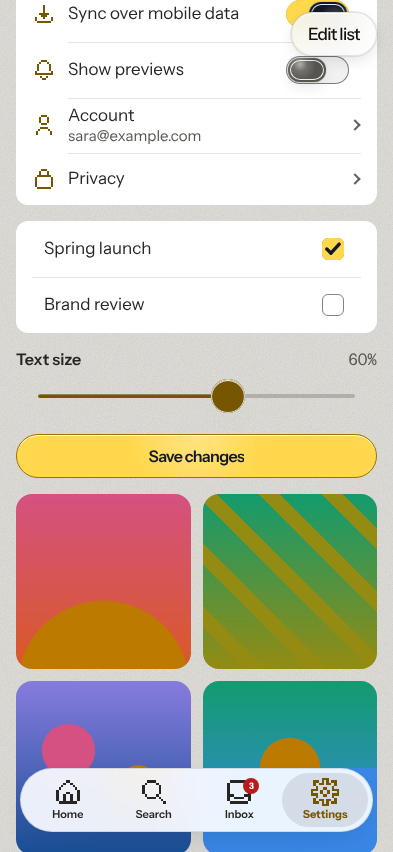 Sync over mobile data
Edit list
Show previews
Account
sara@example.com
Privacy
Spring launch
Brand review
Text size 60%
Save changes
Home Search Inbox 3 Settings